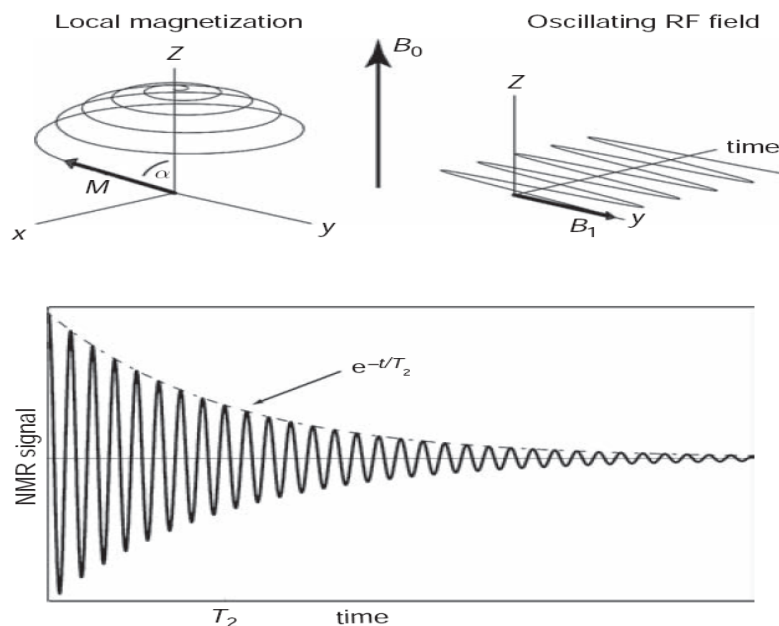 Local magnetization
Z
M
α
x
y
B₀
Oscillating RF field
Z
time
y
B₁
NMR signal
e⁻ᵗ/ᵀ₂
T₂
time